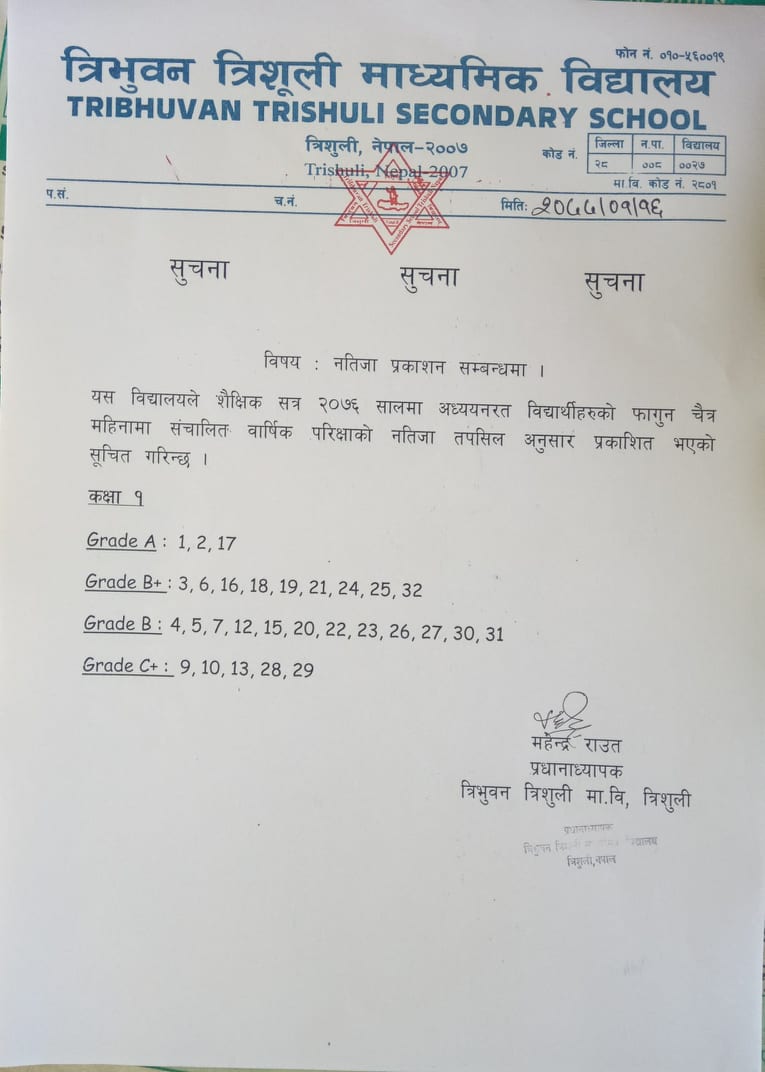 फोन नं. ०१०-५६००१९
त्रिभुवन त्रिशूली माध्यमिक विद्यालय
TRIBHUVAN TRISHULI SECONDARY SCHOOL
त्रिशुली, नेपाल-२००७
Trishuli, Nepal-2007
कोड नं. जिल्ला न.पा. विद्यालय
२८ ००८ ००२७
मा.वि. कोड नं. २८०१
प.सं. च.नं. मिति: २०७७/०१/१६
सुचना सुचना सुचना
विषय : नतिजा प्रकाशन सम्बन्धमा ।
यस विद्यालयले शैक्षिक सत्र २०७६ सालमा अध्ययनरत विद्यार्थीहरुको फागुन चैत्र
महिनामा संचालित वार्षिक परिक्षाको नतिजा तपसिल अनुसार प्रकाशित भएको
सूचित गरिन्छ ।
कक्षा १
Grade A : 1, 2, 17
Grade B+ : 3, 6, 16, 18, 19, 21, 24, 25, 32
Grade B : 4, 5, 7, 12, 15, 20, 22, 23, 26, 27, 30, 31
Grade C+ : 9, 10, 13, 28, 29
महेन्द्र राउत
प्रधानाध्यापक
त्रिभुवन त्रिशुली मा.वि, त्रिशुली
प्रधानाध्यापक
त्रिभुवन
त्रिशुली, नेपाल